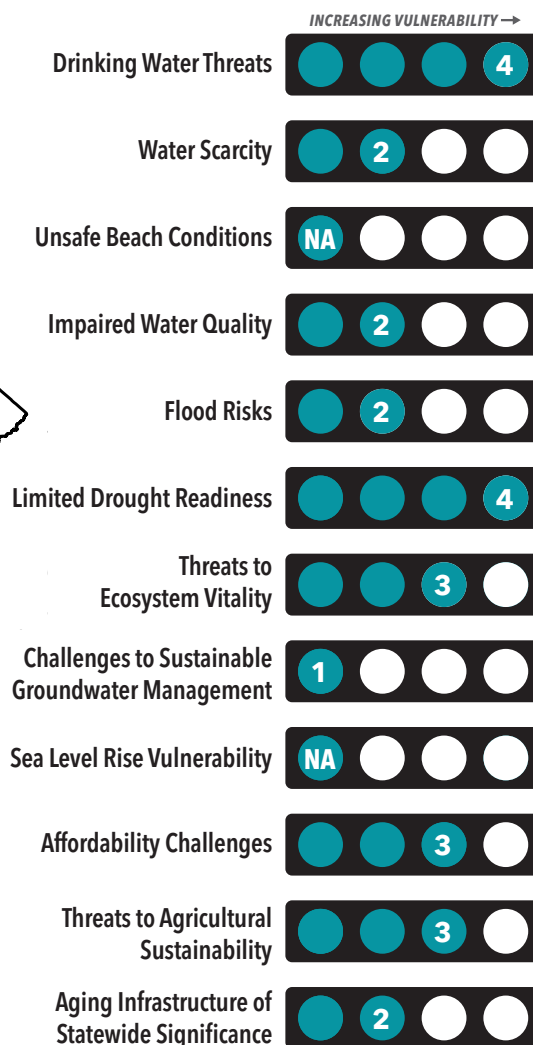 INCREASING VULNERABILITY →
Drinking Water Threats 4
Water Scarcity 2
Unsafe Beach Conditions NA
Impaired Water Quality 2
Flood Risks 2
Limited Drought Readiness 4
Threats to
Ecosystem Vitality 3
Challenges to Sustainable
Groundwater Management 1
Sea Level Rise Vulnerability NA
Affordability Challenges 3
Threats to Agricultural
Sustainability 3
Aging Infrastructure of
Statewide Significance 2